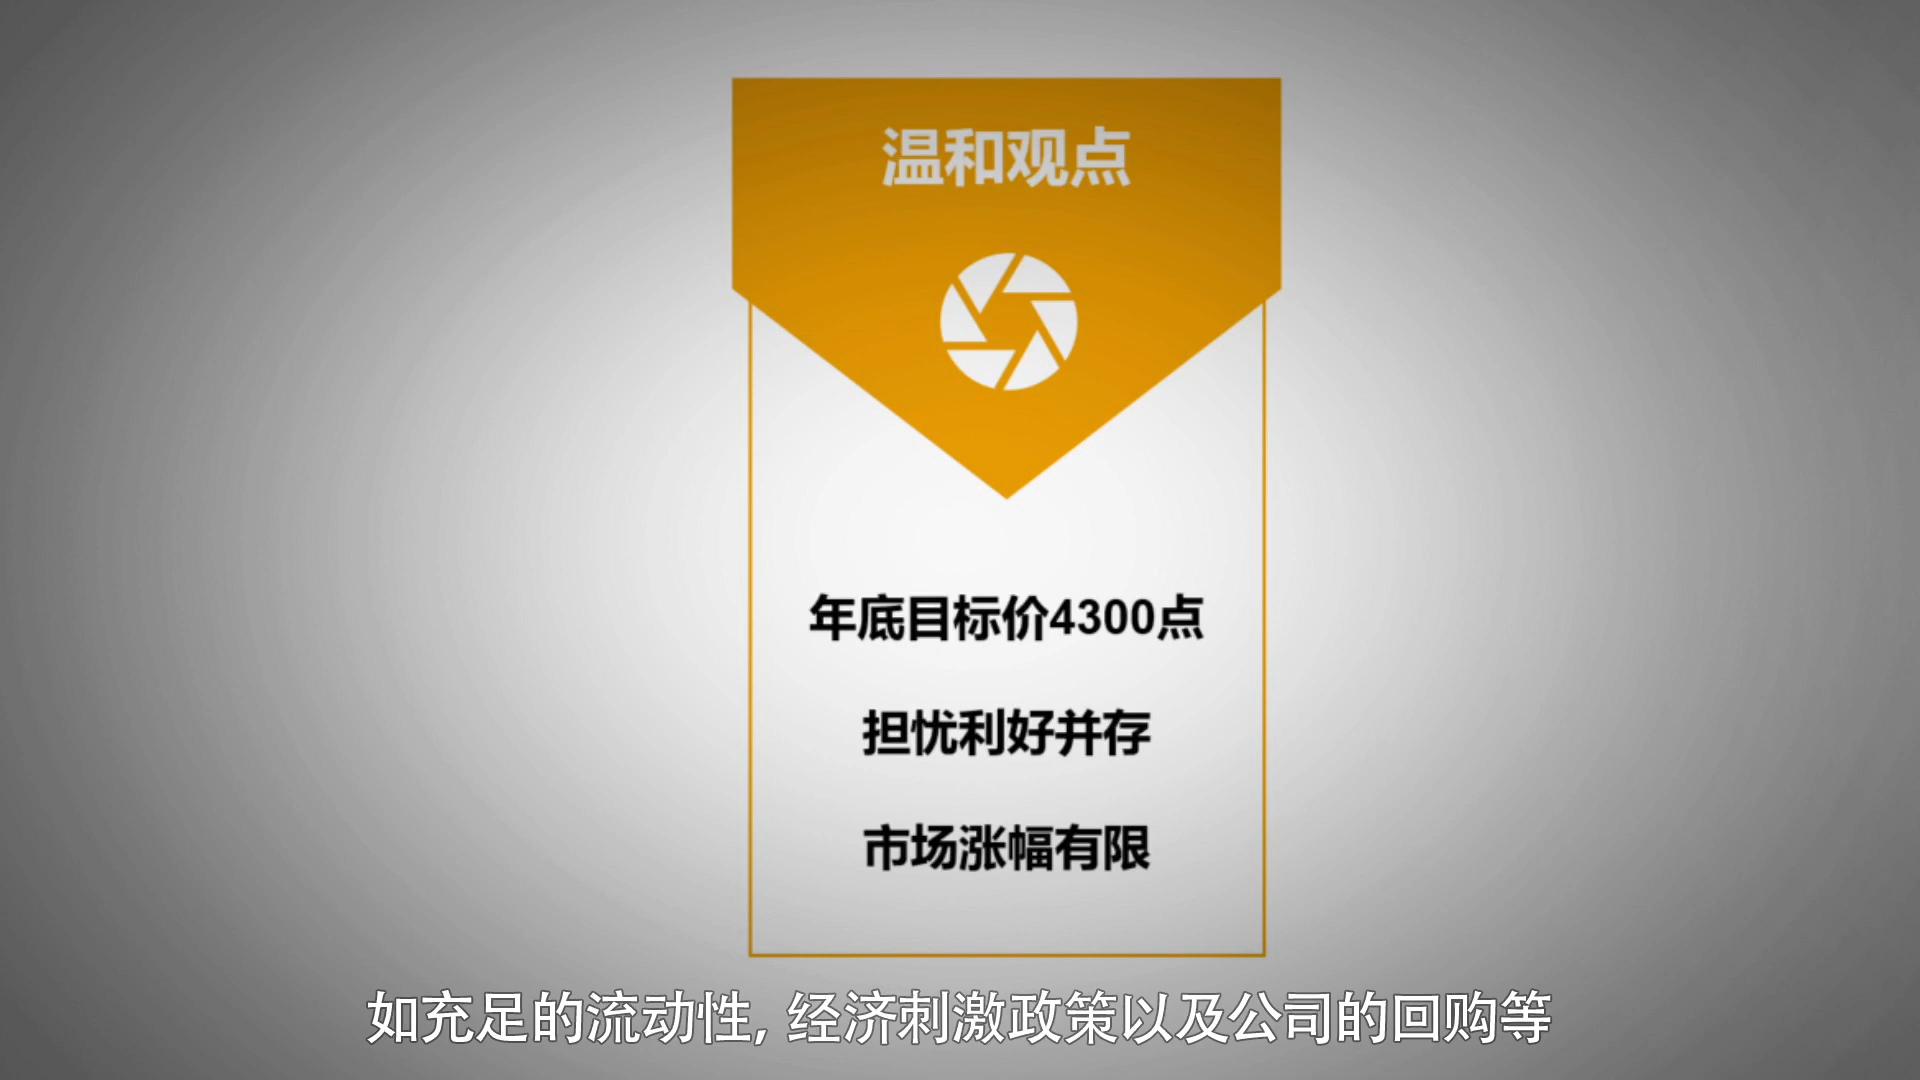 温和观点
年底目标价4300点
担忧利好并存
市场涨幅有限
如充足的流动性, 经济刺激政策以及公司的回购等